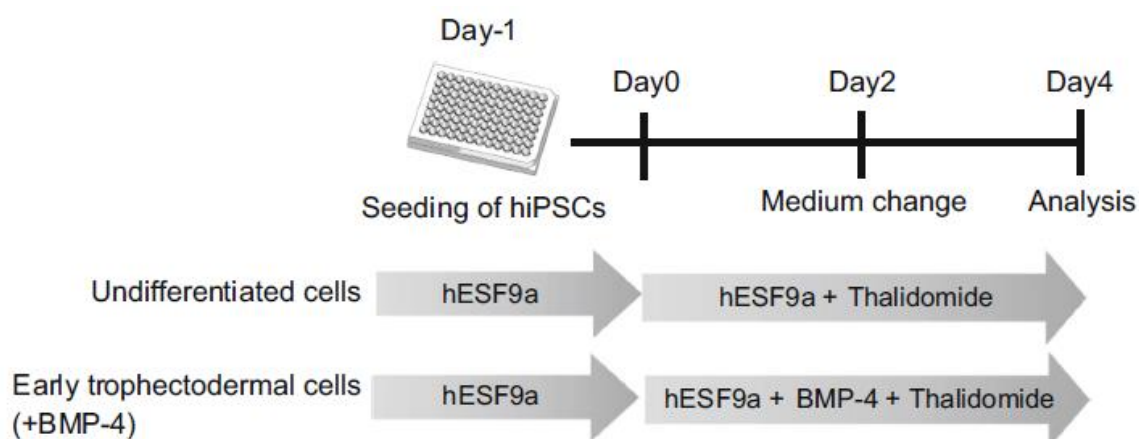 Day-1
Day0
Day2
Day4
Seeding of hiPSCs
Medium change
Analysis
Undifferentiated cells
hESF9a
hESF9a + Thalidomide
Early trophectodermal cells
(+BMP-4)
hESF9a
hESF9a + BMP-4 + Thalidomide